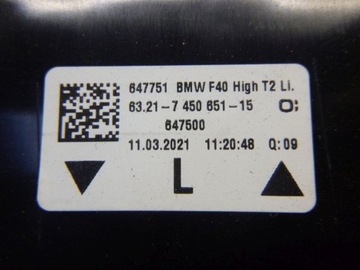 647751 BMW F40 High T2 Li.
63.21-7 450 651-15 O:
647500
11.03.2021 11:20:48 Q:09
L